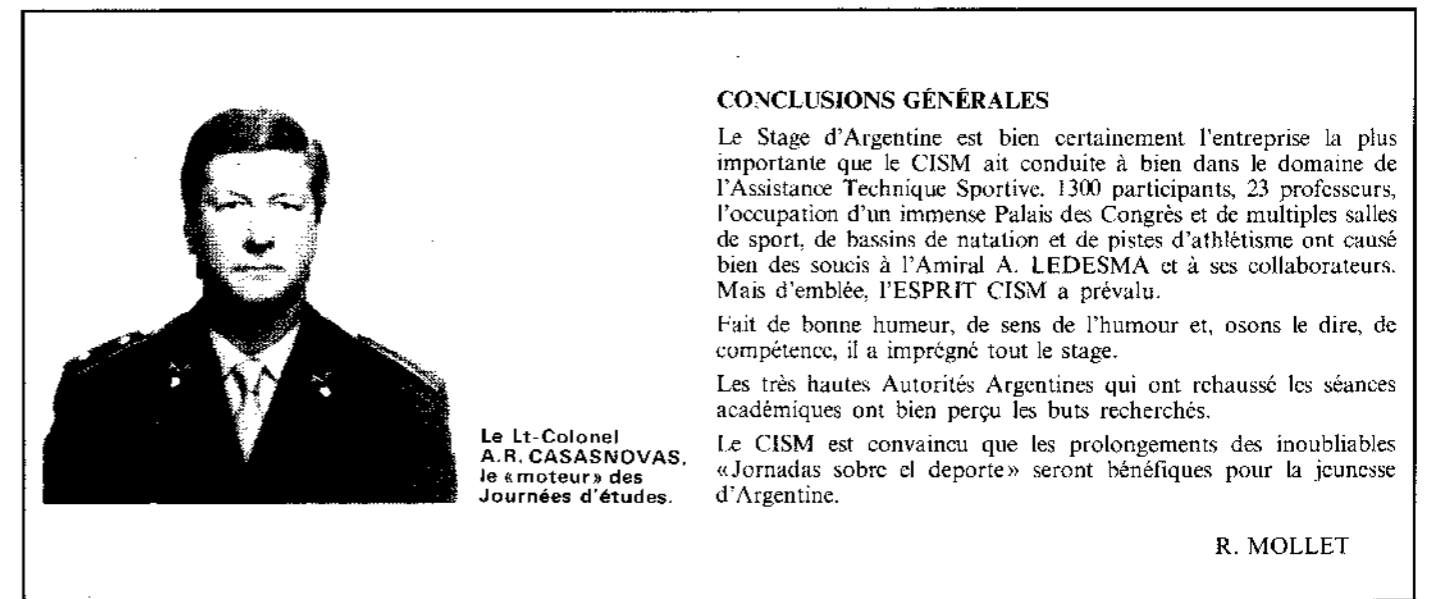 Le Lt-Colonel
A.R. CASASNOVAS,
le «moteur» des
Journées d'études.
CONCLUSIONS GÉNÉRALES
Le Stage d'Argentine est bien certainement l'entreprise la plus
importante que le CISM ait conduite à bien dans le domaine de
l'Assistance Technique Sportive. 1300 participants, 23 professeurs,
l'occupation d'un immense Palais des Congrès et de multiples salles
de sport, de bassins de natation et de pistes d'athlétisme ont causé
bien des soucis à l'Amiral A. LEDESMA et à ses collaborateurs.
Mais d'emblée, l'ESPRIT CISM a prévalu.
Fait de bonne humeur, de sens de l'humour et, osons le dire, de
compétence, il a imprégné tout le stage.
Les très hautes Autorités Argentines qui ont rehaussé les séances
académiques ont bien perçu les buts recherchés.
Le CISM est convaincu que les prolongements des inoubliables
«Jornadas sobre el deporte» seront bénéfiques pour la jeunesse
d'Argentine.
R. MOLLET